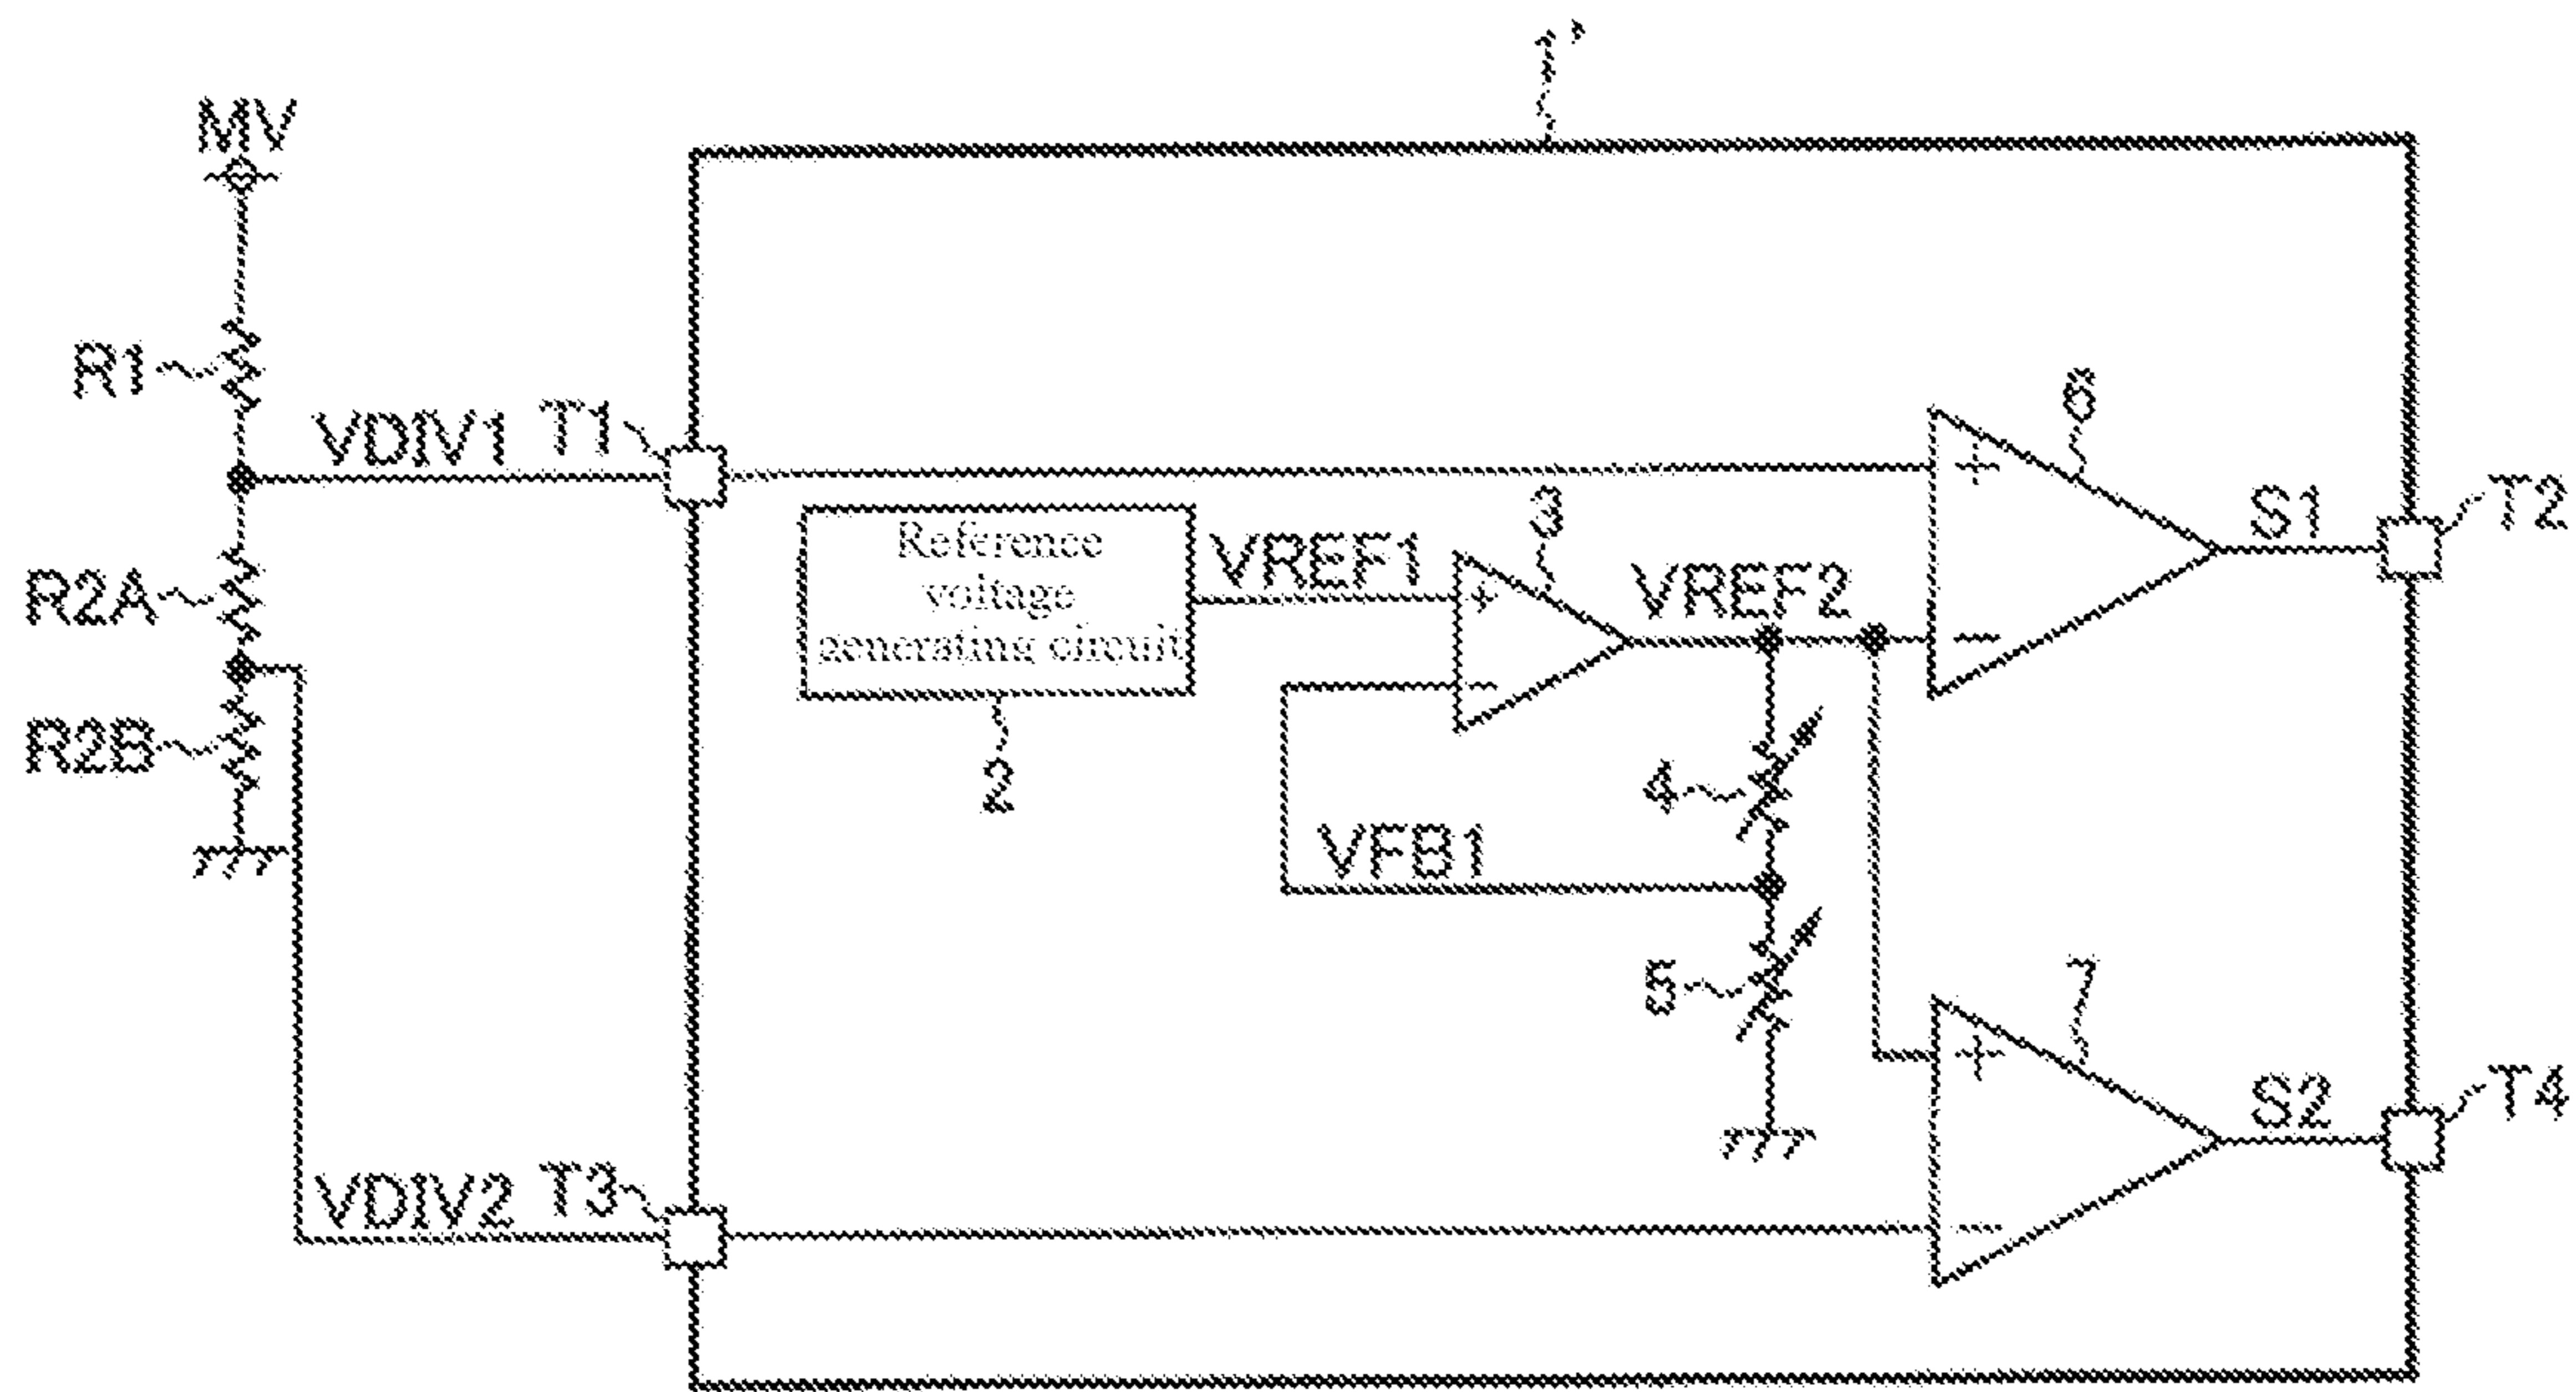 1'
MV
R1
VDIV1
T1
6
3
S1
T2
Reference
voltage
generating circuit
VREF1
+
+
VREF2
R2A
−
−
R2B
2
4
VFB1
5
7
+
S2
T4
VDIV2
T3
−